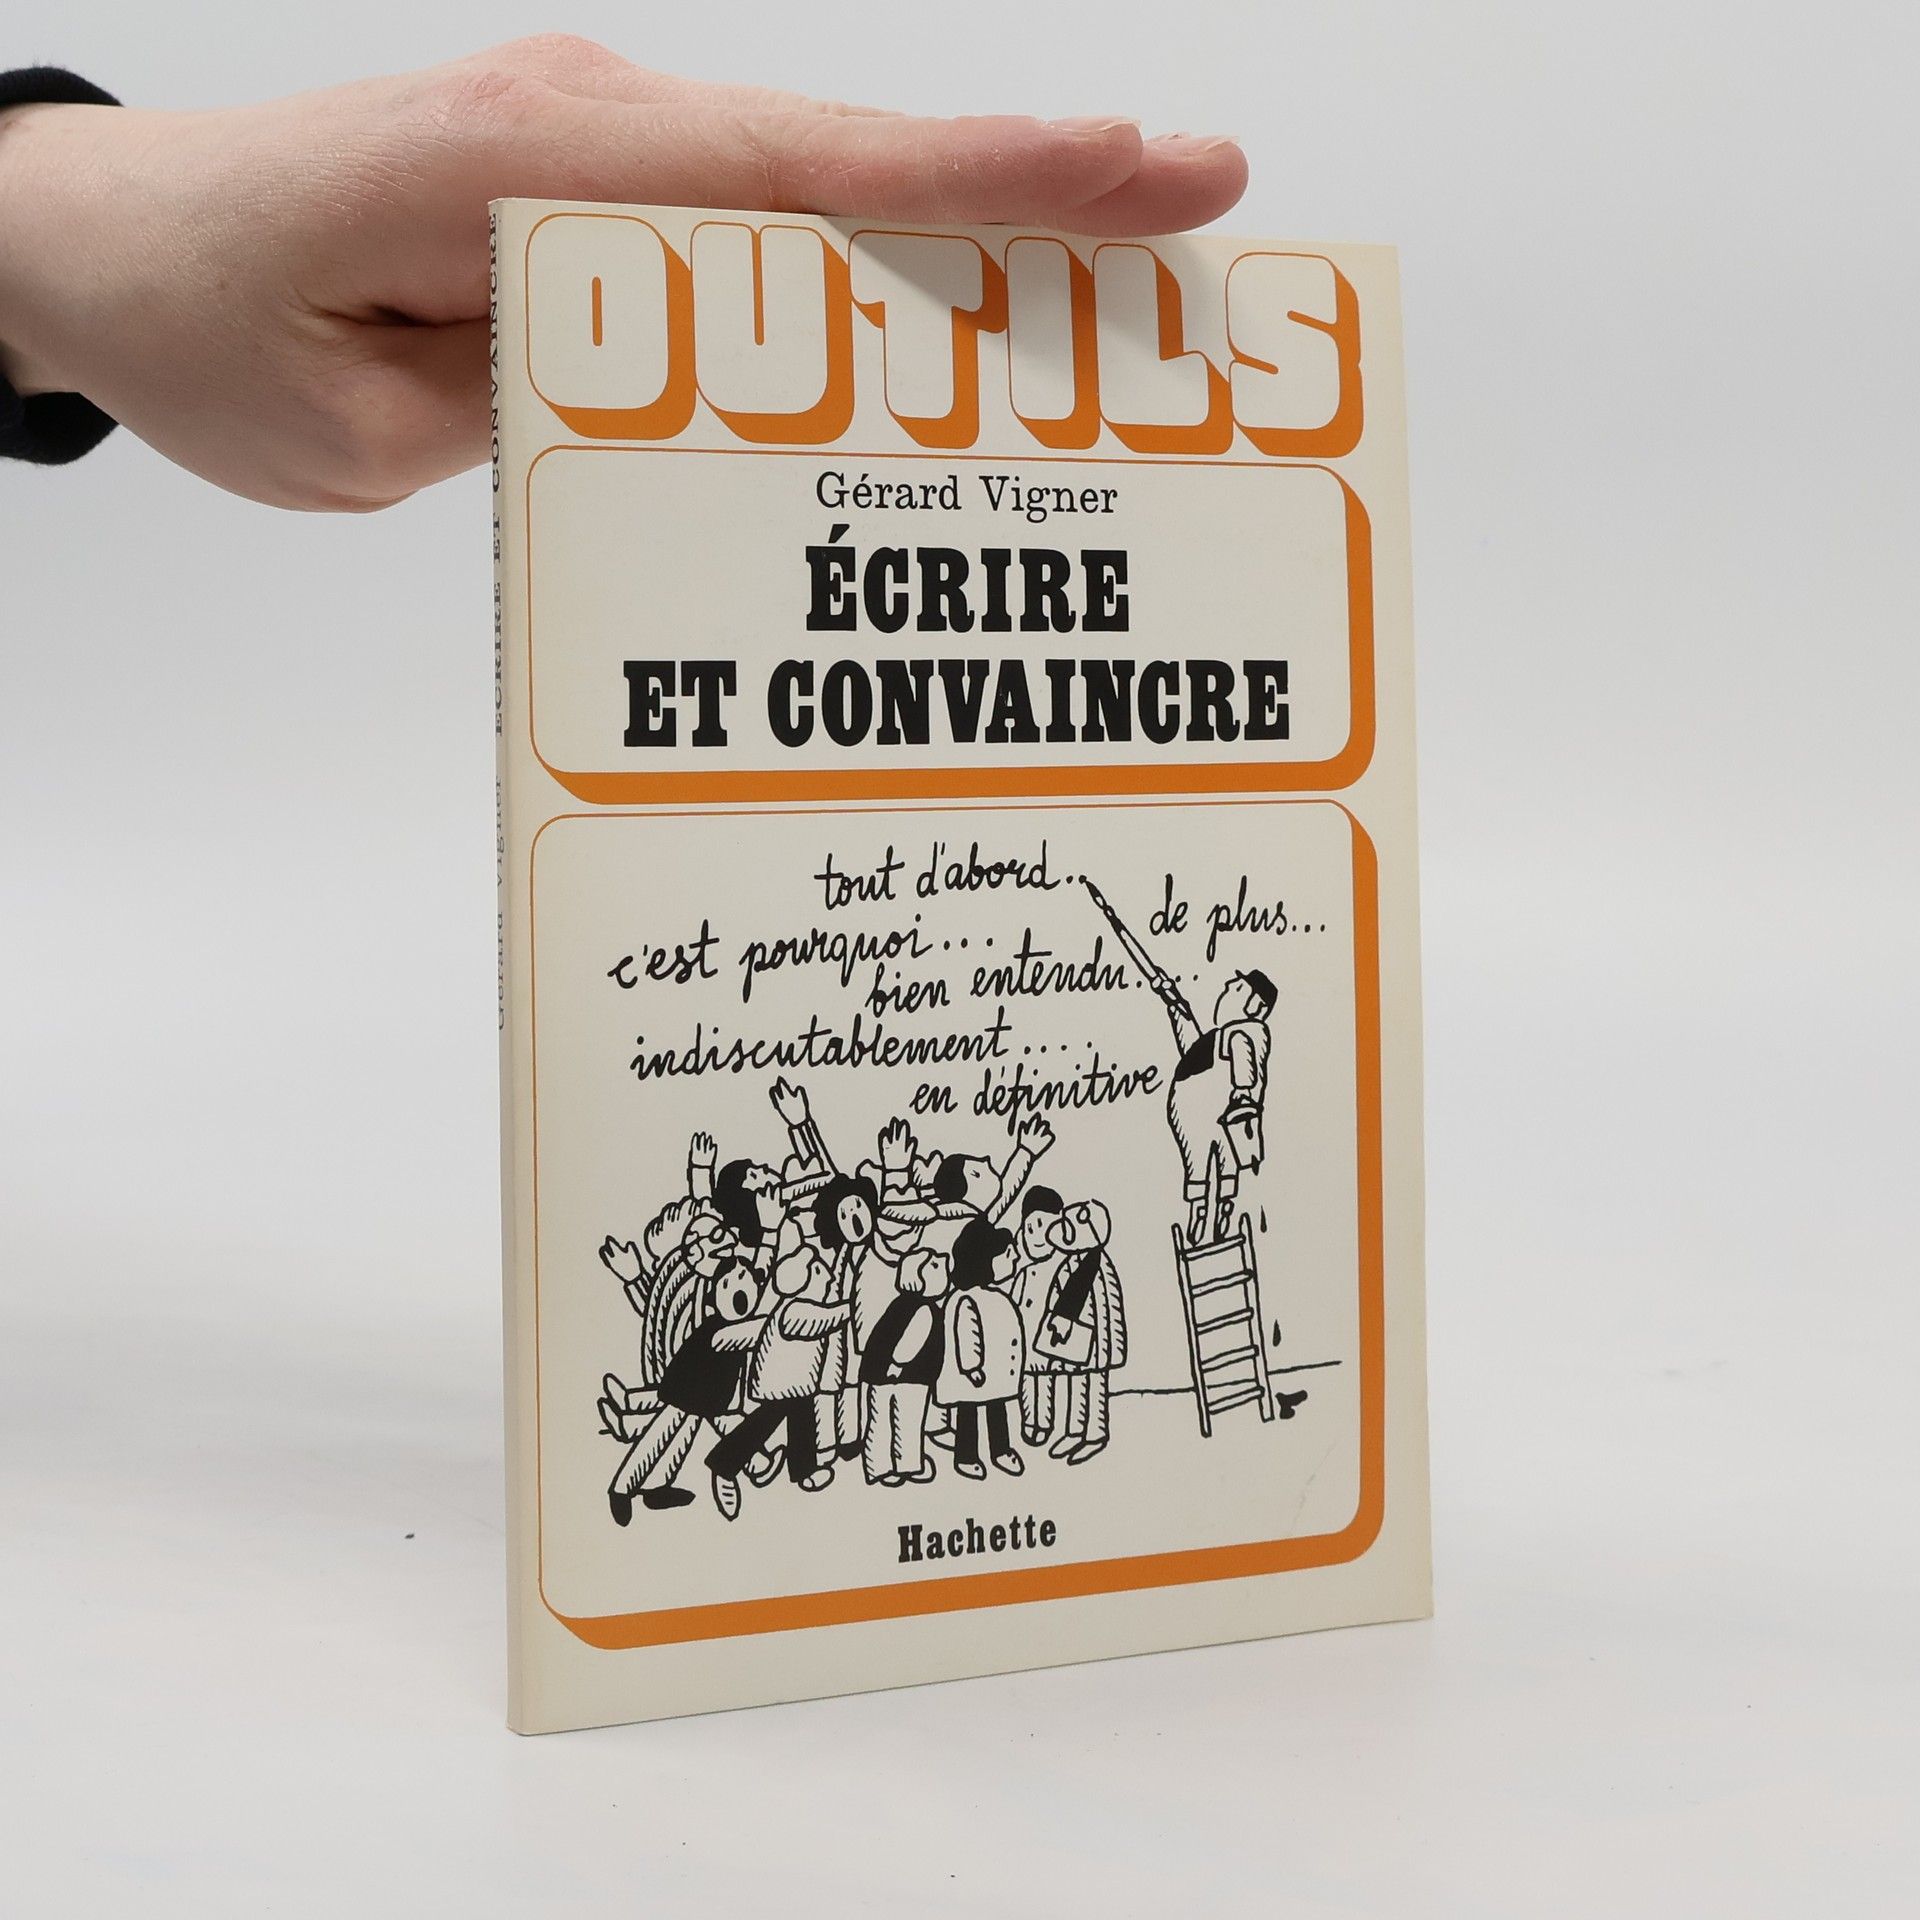 OUTILS
Gérard Vigner
ÉCRIRE
ET CONVAINCRE
tout d'abord..
de plus...
c'est pourquoi...
bien entendu....
indiscutablement....
en définitive
Hachette
Gérard Vigner ÉCRIRE ET CONVAINCRE